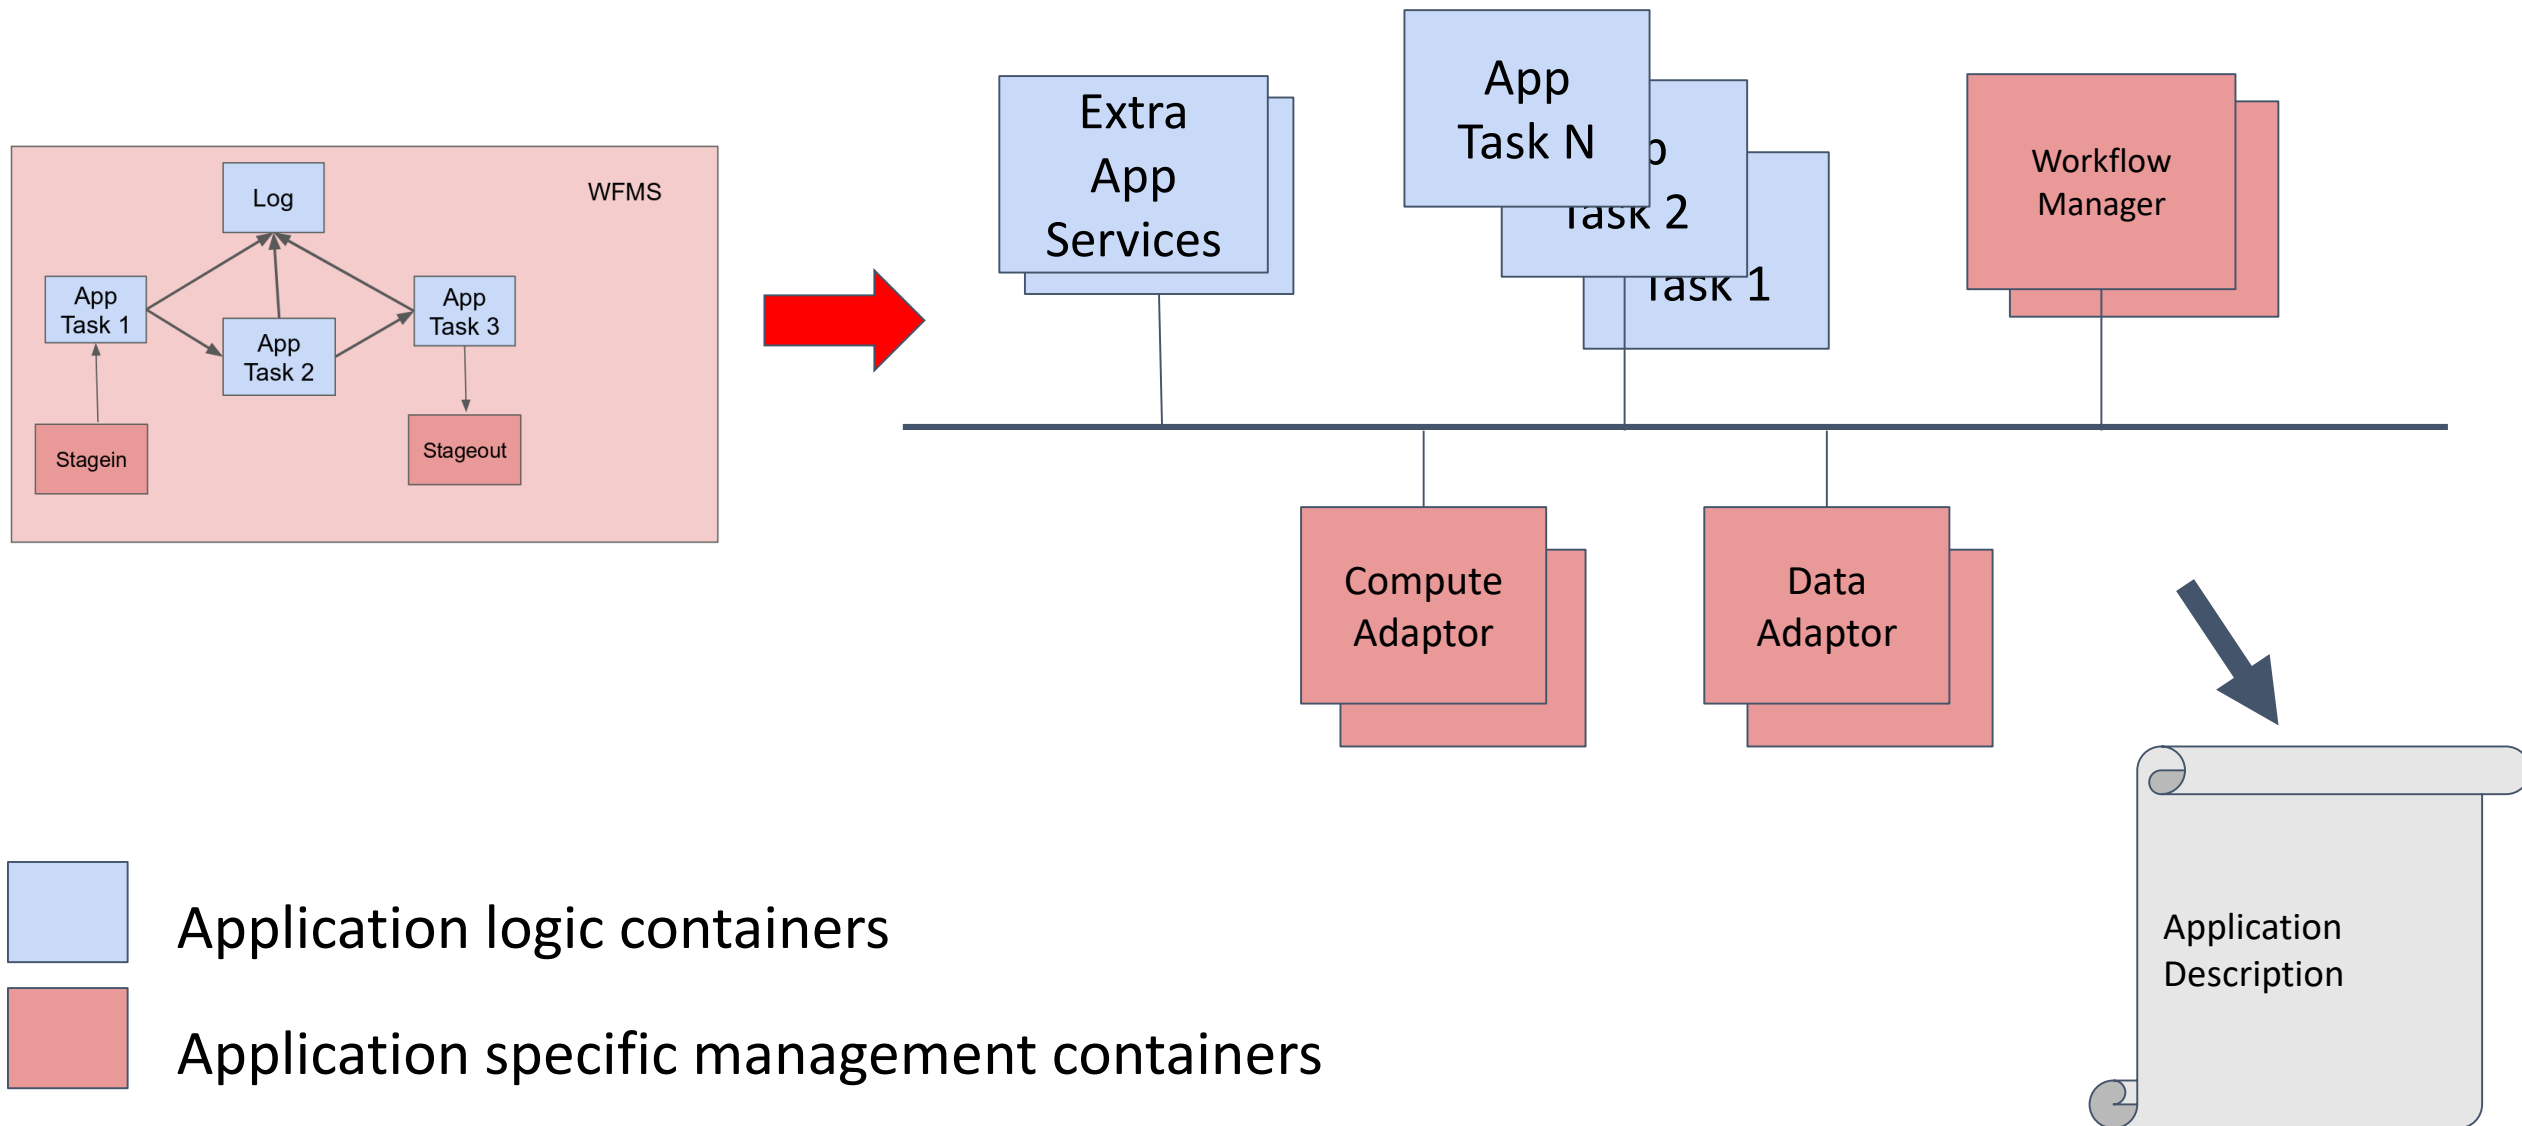 WFMS
Log
App
Task 1
App
Task 2
App
Task 3
Stagein
Stageout
Extra
App
Services
App
Task N
Task 2
Task 1
Workflow
Manager
Compute
Adaptor
Data
Adaptor
Application
Description
Application logic containers
Application specific management containers